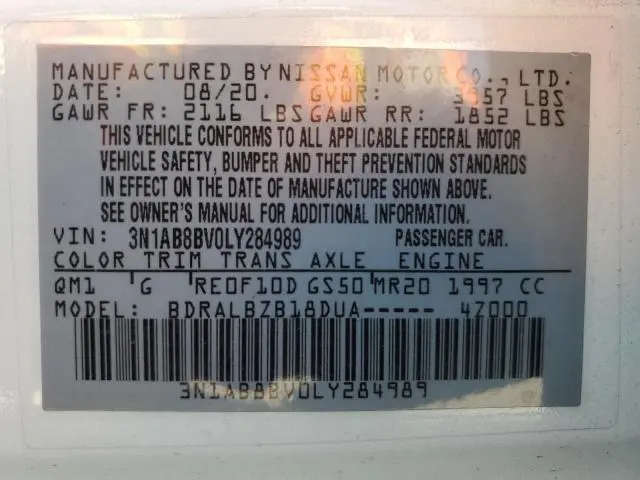 MANUFACTURED BY NISSAN MOTOR CO., LTD.
DATE: 08/20. GVWR: 3957 LBS
GAWR FR: 2116 LBS GAWR RR: 1852 LBS
THIS VEHICLE CONFORMS TO ALL APPLICABLE FEDERAL MOTOR
VEHICLE SAFETY, BUMPER AND THEFT PREVENTION STANDARDS
IN EFFECT ON THE DATE OF MANUFACTURE SHOWN ABOVE.
SEE OWNER'S MANUAL FOR ADDITIONAL INFORMATION.
VIN: 3N1AB8BV0LY284989 PASSENGER CAR.
COLOR TRIM TRANS AXLE ENGINE
QM1 G RE0F10D GS50 MR20 1997 CC
MODEL: BDRALBZB18DUA----- 4Z000
3N1AB8BV0LY284989